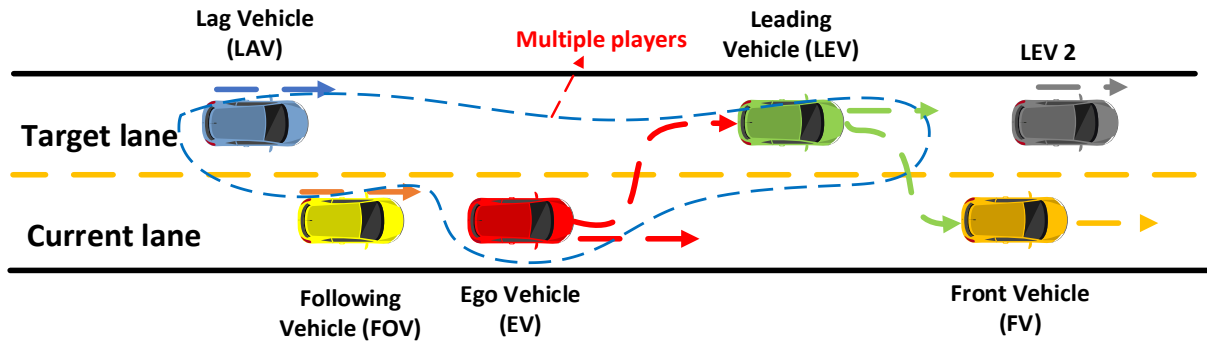 Lag Vehicle
(LAV)
Multiple players
Leading
Vehicle (LEV)
LEV 2
Target lane
Current lane
Following
Vehicle (FOV)
Ego Vehicle
(EV)
Front Vehicle
(FV)